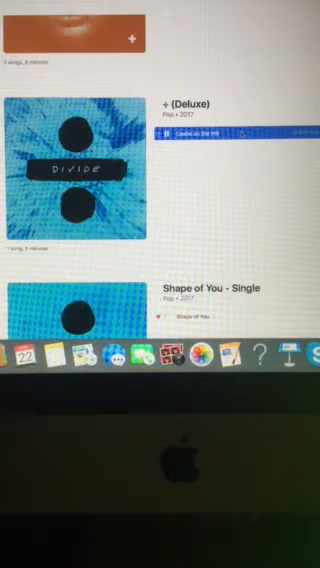 +
2 songs, 8 minutes
÷ (Deluxe)
Pop • 2017
Castle on the Hill
DIVIDE
1 song, 5 minutes
Shape of You - Single
Pop • 2017
1 Shape of You
22
?
S